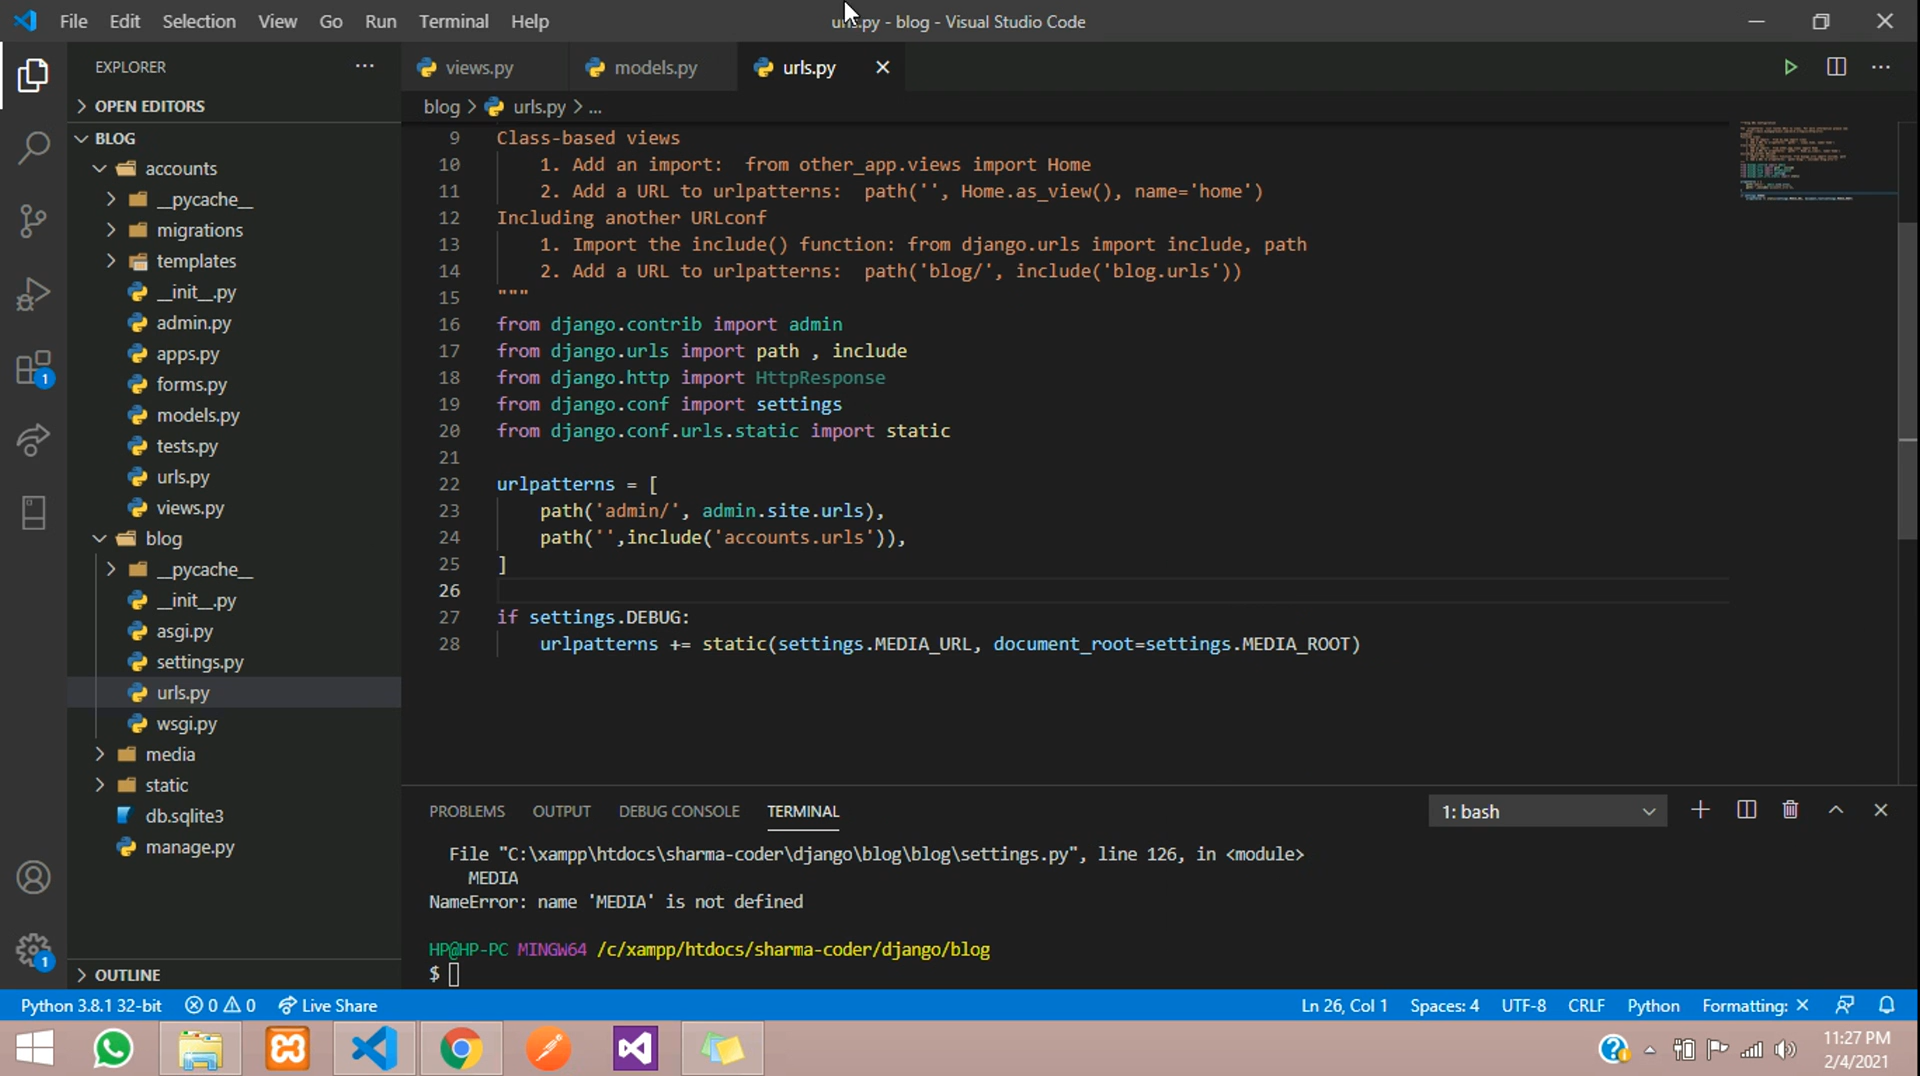 File Edit Selection View Go Run Terminal Help
urls.py - blog - Visual Studio Code
EXPLORER
OPEN EDITORS
BLOG
accounts
__pycache__
migrations
templates
__init__.py
admin.py
apps.py
forms.py
models.py
tests.py
urls.py
views.py
blog
__pycache__
__init__.py
asgi.py
settings.py
urls.py
wsgi.py
media
static
db.sqlite3
manage.py
OUTLINE
views.py models.py urls.py
blog > urls.py > ...
9 Class-based views
10 1. Add an import:  from other_app.views import Home
11 2. Add a URL to urlpatterns:  path('', Home.as_view(), name='home')
12 Including another URLconf
13 1. Import the include() function: from django.urls import include, path
14 2. Add a URL to urlpatterns:  path('blog/', include('blog.urls'))
15 """
16 from django.contrib import admin
17 from django.urls import path , include
18 from django.http import HttpResponse
19 from django.conf import settings
20 from django.conf.urls.static import static
21
22 urlpatterns = [
23 path('admin/', admin.site.urls),
24 path('',include('accounts.urls')),
25 ]
26
27 if settings.DEBUG:
28 urlpatterns += static(settings.MEDIA_URL, document_root=settings.MEDIA_ROOT)
PROBLEMS OUTPUT DEBUG CONSOLE TERMINAL
1: bash
File "C:\xampp\htdocs\sharma-coder\django\blog\blog\settings.py", line 126, in <module>
MEDIA
NameError: name 'MEDIA' is not defined
HP@HP-PC MINGW64 /c/xampp/htdocs/sharma-coder/django/blog
$
1
1
Python 3.8.1 32-bit 0 0 Live Share
Ln 26, Col 1 Spaces: 4 UTF-8 CRLF Python Formatting: ×
11:27 PM
2/4/2021